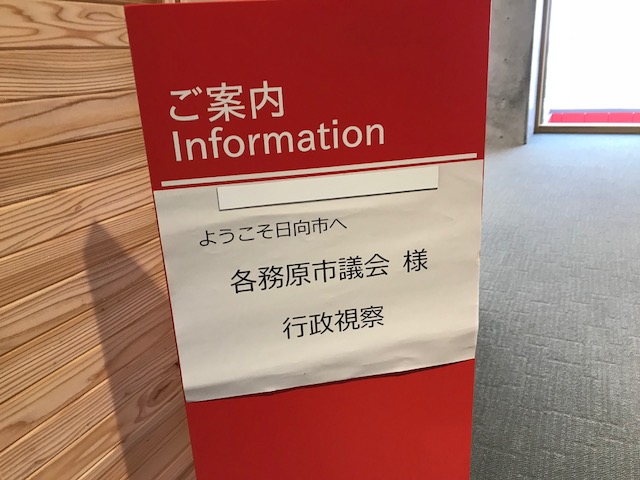 ご案内
Information
ようこそ日向市へ
各務原市議会 様
行政視察